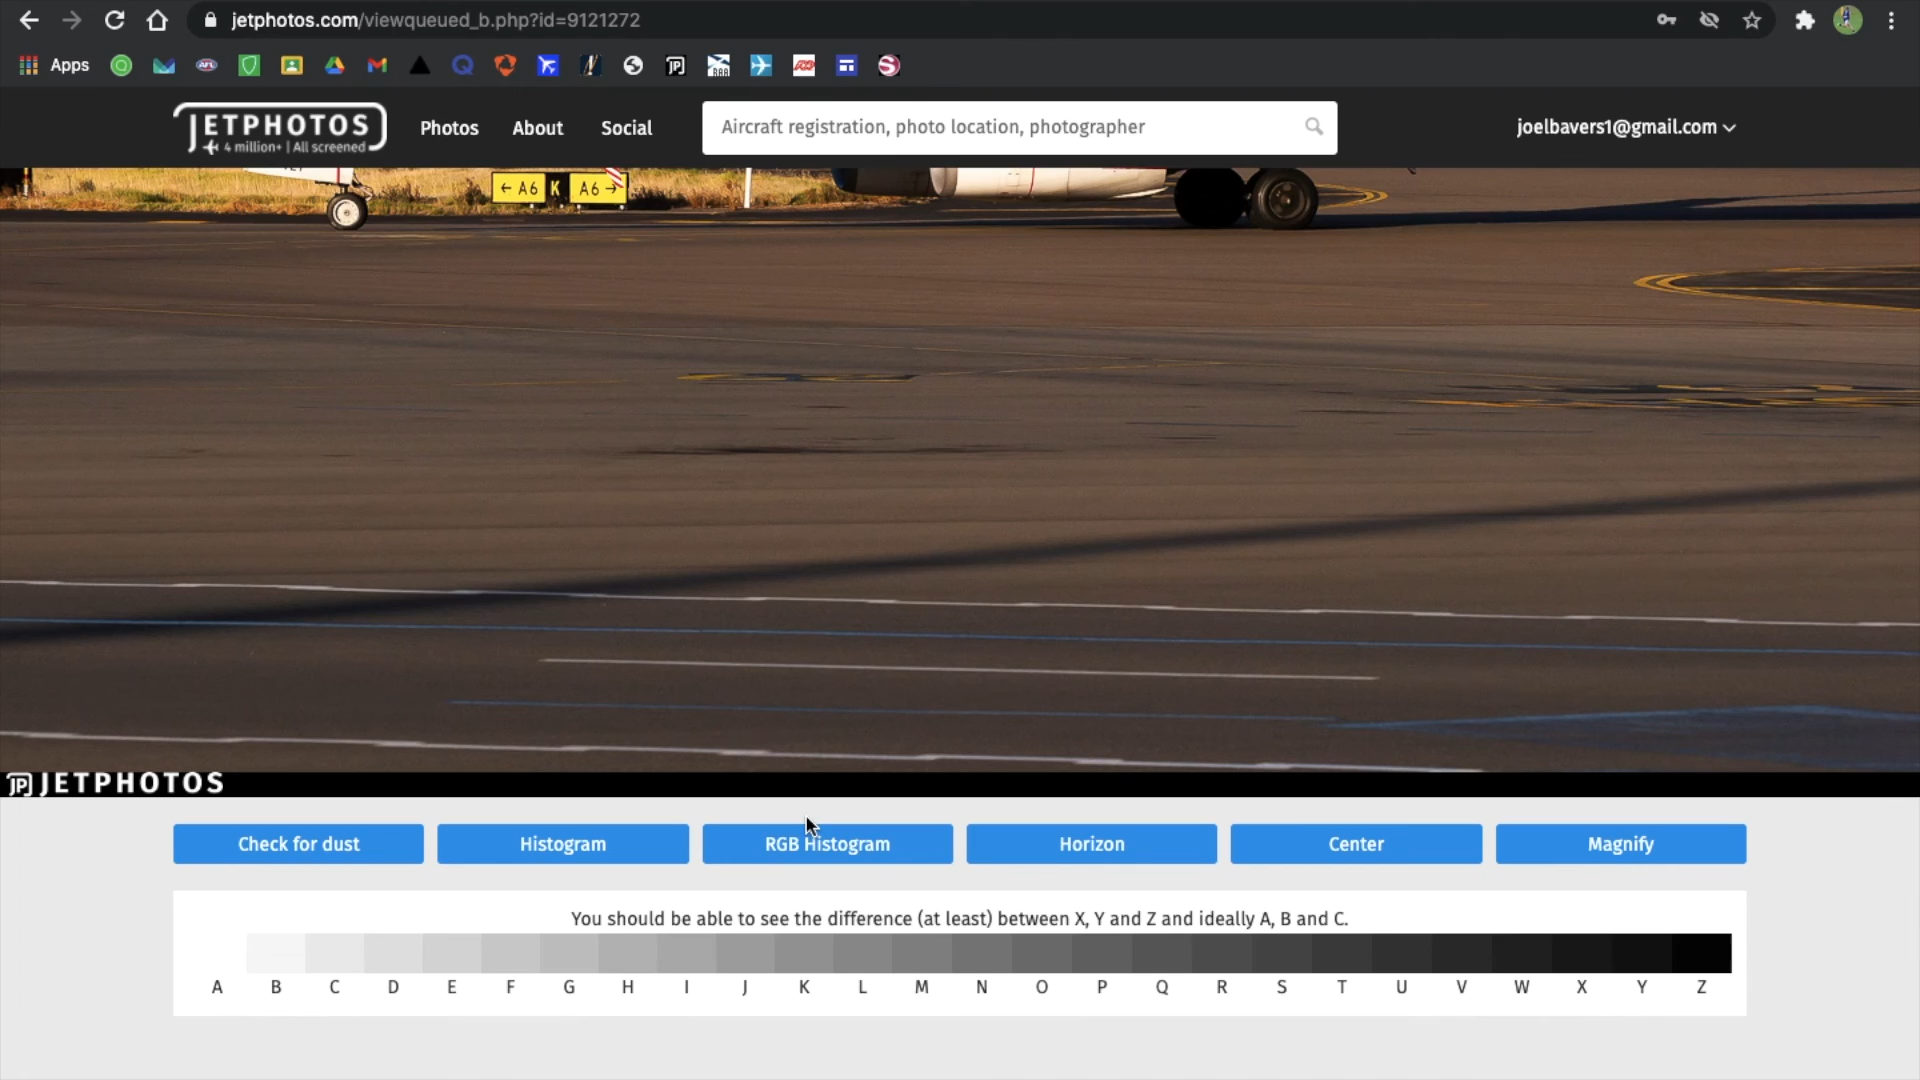 jetphotos.com/viewqueued_b.php?id=9121272
Apps
JETPHOTOS
4 million+ | All screened
Photos
About
Social
Aircraft registration, photo location, photographer
joelbavers1@gmail.com
← A6 K A6 →
JP JETPHOTOS
Check for dust
Histogram
RGB Histogram
Horizon
Center
Magnify
You should be able to see the difference (at least) between X, Y and Z and ideally A, B and C.
A B C D E F G H I J K L M N O P Q R S T U V W X Y Z